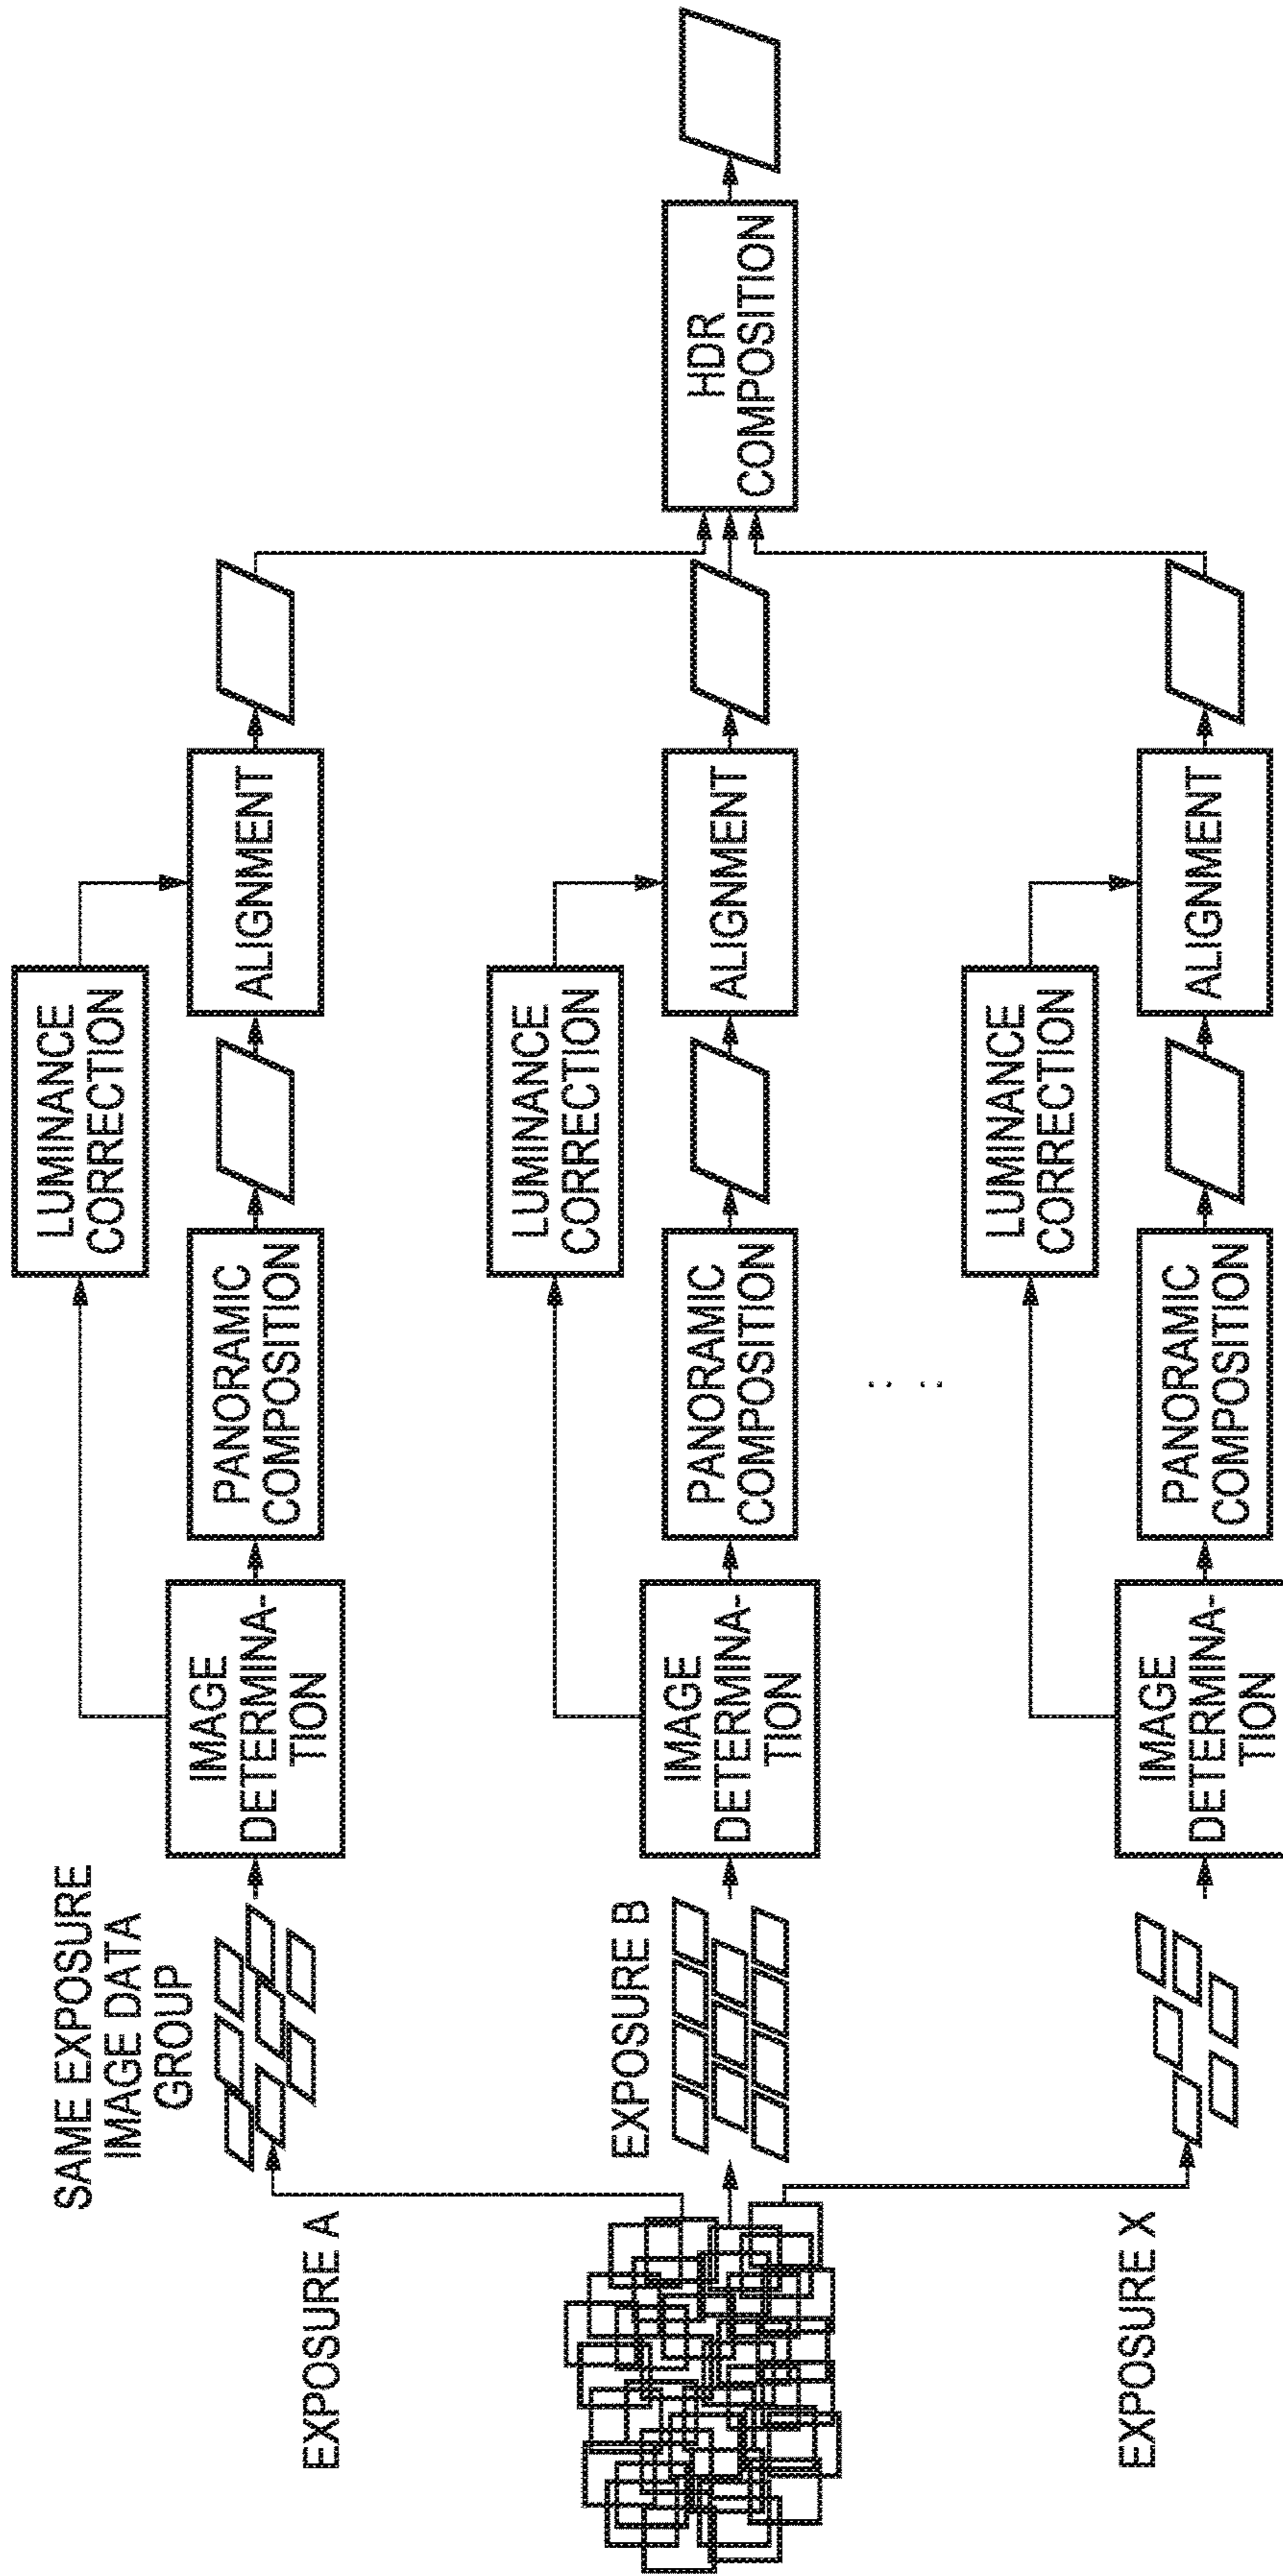 SAME EXPOSURE
IMAGE DATA
GROUP
EXPOSURE A
IMAGE
DETERMINA-
TION
PANORAMIC
COMPOSITION
LUMINANCE
CORRECTION
ALIGNMENT
EXPOSURE B
IMAGE
DETERMINA-
TION
PANORAMIC
COMPOSITION
LUMINANCE
CORRECTION
ALIGNMENT
HDR
COMPOSITION
EXPOSURE X
IMAGE
DETERMINA-
TION
PANORAMIC
COMPOSITION
LUMINANCE
CORRECTION
ALIGNMENT